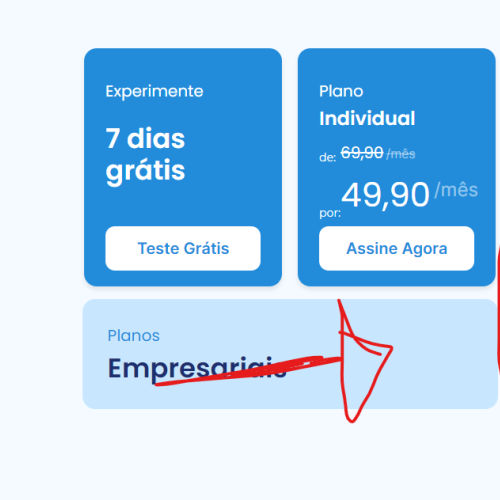 Experimente
7 dias
grátis
Teste Grátis
Plano
Individual
de: 69,90 /mês
por: 49,90 /mês
Assine Agora
Planos
Empresariais